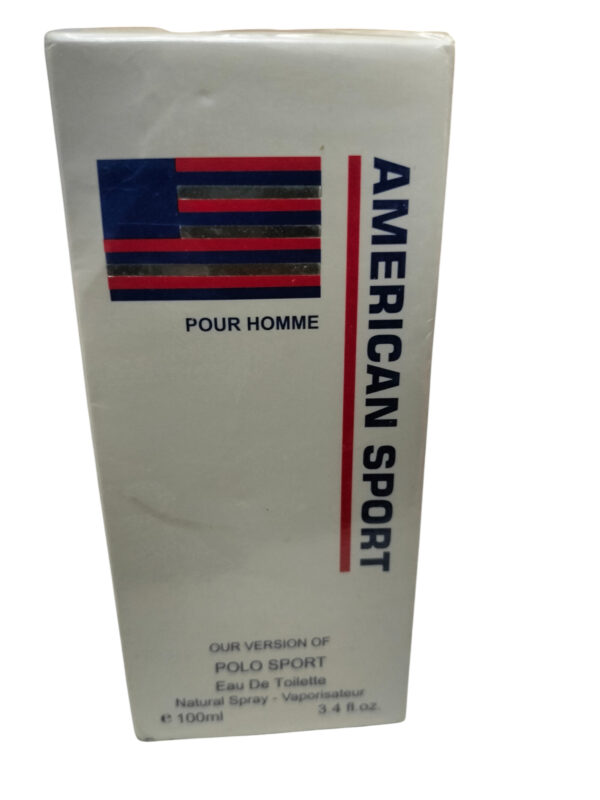 POUR HOMME
AMERICAN SPORT
OUR VERSION OF
POLO SPORT
Eau De Toilette
Natural Spray - Vaporisateur
e 100ml 3.4 fl.oz.